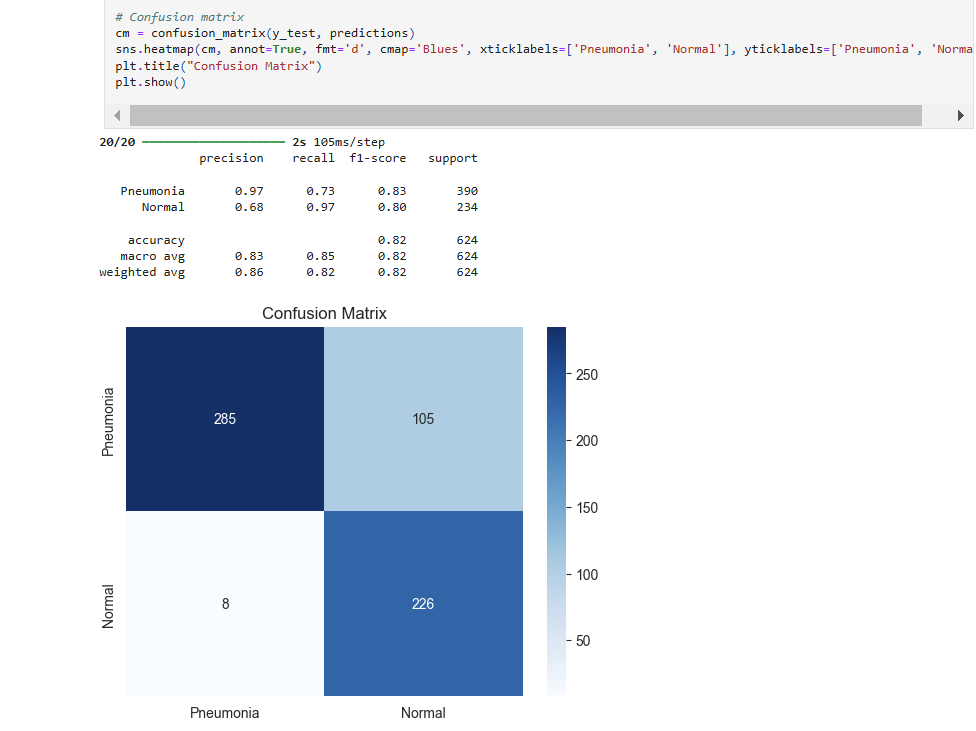 # Confusion matrix
cm = confusion_matrix(y_test, predictions)
sns.heatmap(cm, annot=True, fmt='d', cmap='Blues', xticklabels=['Pneumonia', 'Normal'], yticklabels=['Pneumonia', 'Norma
plt.title("Confusion Matrix")
plt.show()
20/20 2s 105ms/step
precision recall f1-score support
Pneumonia 0.97 0.73 0.83 390
Normal 0.68 0.97 0.80 234
accuracy 0.82 624
macro avg 0.83 0.85 0.82 624
weighted avg 0.86 0.82 0.82 624
Confusion Matrix
Pneumonia 285 105
Normal 8 226
Pneumonia Normal
250
200
150
100
50